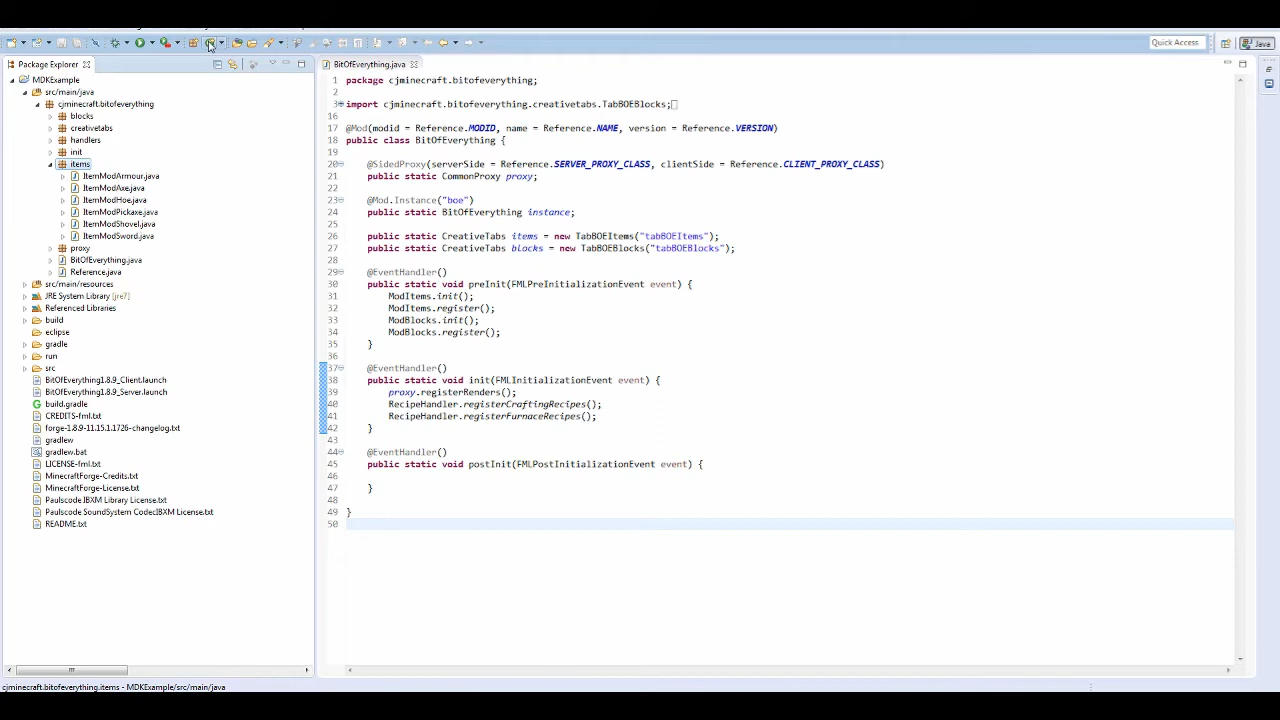 Quick Access
Java
Package Explorer
MDKExample
src/main/java
cjminecraft.bitofeverything
blocks
creativetabs
handlers
init
items
ItemModArmour.java
ItemModAxe.java
ItemModHoe.java
ItemModPickaxe.java
ItemModShovel.java
ItemModSword.java
proxy
BitOfEverything.java
Reference.java
src/main/resources
JRE System Library [jre7]
Referenced Libraries
build
eclipse
gradle
run
src
BitOfEverything1.8.9_Client.launch
BitOfEverything1.8.9_Server.launch
build.gradle
CREDITS-fml.txt
forge-1.8.9-11.15.1.1726-changelog.txt
gradlew
gradlew.bat
LICENSE-fml.txt
MinecraftForge-Credits.txt
MinecraftForge-License.txt
Paulscode IBXM Library License.txt
Paulscode SoundSystem CodecIBXM License.txt
README.txt
BitOfEverything.java
1 package cjminecraft.bitofeverything;
2
3 import cjminecraft.bitofeverything.creativetabs.TabBOEBlocks;
16
17 @Mod(modid = Reference.MODID, name = Reference.NAME, version = Reference.VERSION)
18 public class BitOfEverything {
19
20 @SidedProxy(serverSide = Reference.SERVER_PROXY_CLASS, clientSide = Reference.CLIENT_PROXY_CLASS)
21 public static CommonProxy proxy;
22
23 @Mod.Instance("boe")
24 public static BitOfEverything instance;
25
26 public static CreativeTabs items = new TabBOEItems("tabBOEItems");
27 public static CreativeTabs blocks = new TabBOEBlocks("tabBOEBlocks");
28
29 @EventHandler()
30 public static void preInit(FMLPreInitializationEvent event) {
31 ModItems.init();
32 ModItems.register();
33 ModBlocks.init();
34 ModBlocks.register();
35 }
36
37 @EventHandler()
38 public static void init(FMLInitializationEvent event) {
39 proxy.registerRenders();
40 RecipeHandler.registerCraftingRecipes();
41 RecipeHandler.registerFurnaceRecipes();
42 }
43
44 @EventHandler()
45 public static void postInit(FMLPostInitializationEvent event) {
46
47 }
48
49 }
50
cjminecraft.bitofeverything.items - MDKExample/src/main/java